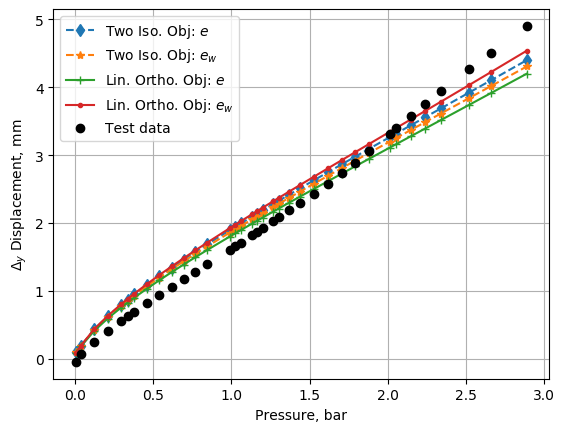 Two Iso. Obj: e
Two Iso. Obj: e_w
Lin. Ortho. Obj: e
Lin. Ortho. Obj: e_w
Test data
Δ_y Displacement, mm
5
4
3
2
1
0
0.0 0.5 1.0 1.5 2.0 2.5 3.0
Pressure, bar